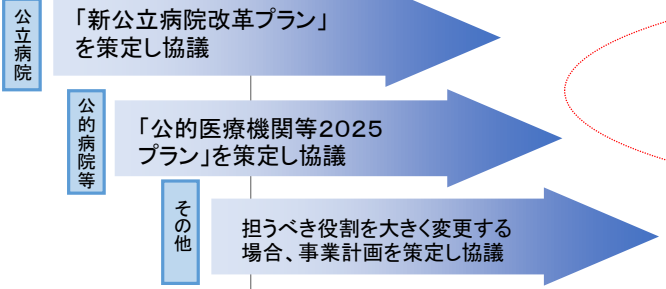 公立病院
「新公立病院改革プラン」
を策定し協議
公的病院等
「公的医療機関等2025
プラン」を策定し協議
その他
担うべき役割を大きく変更する
場合、事業計画を策定し協議